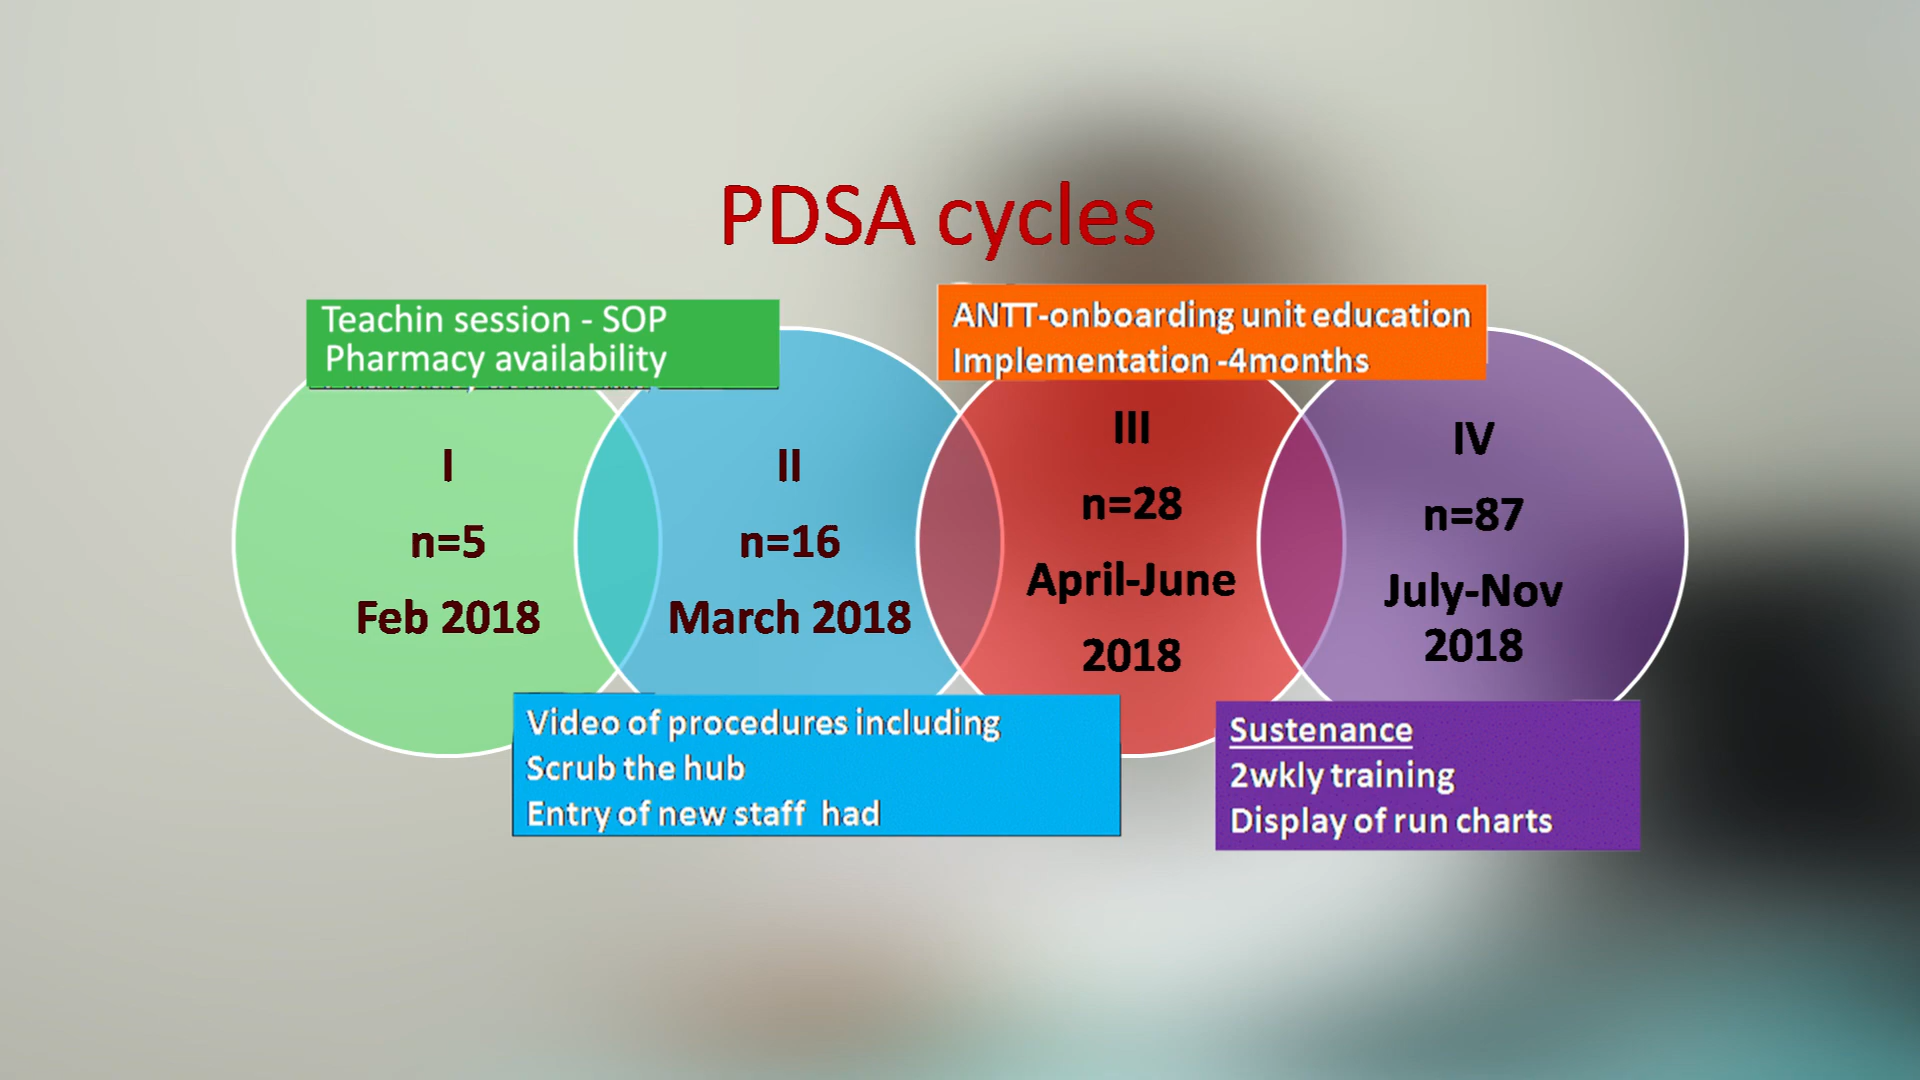 PDSA cycles
Teachin session - SOP
Pharmacy availability
ANTT-onboarding unit education
Implementation -4months
I
n=5
Feb 2018
II
n=16
March 2018
III
n=28
April-June
2018
IV
n=87
July-Nov
2018
Video of procedures including
Scrub the hub
Entry of new staff had
Sustenance
2wkly training
Display of run charts